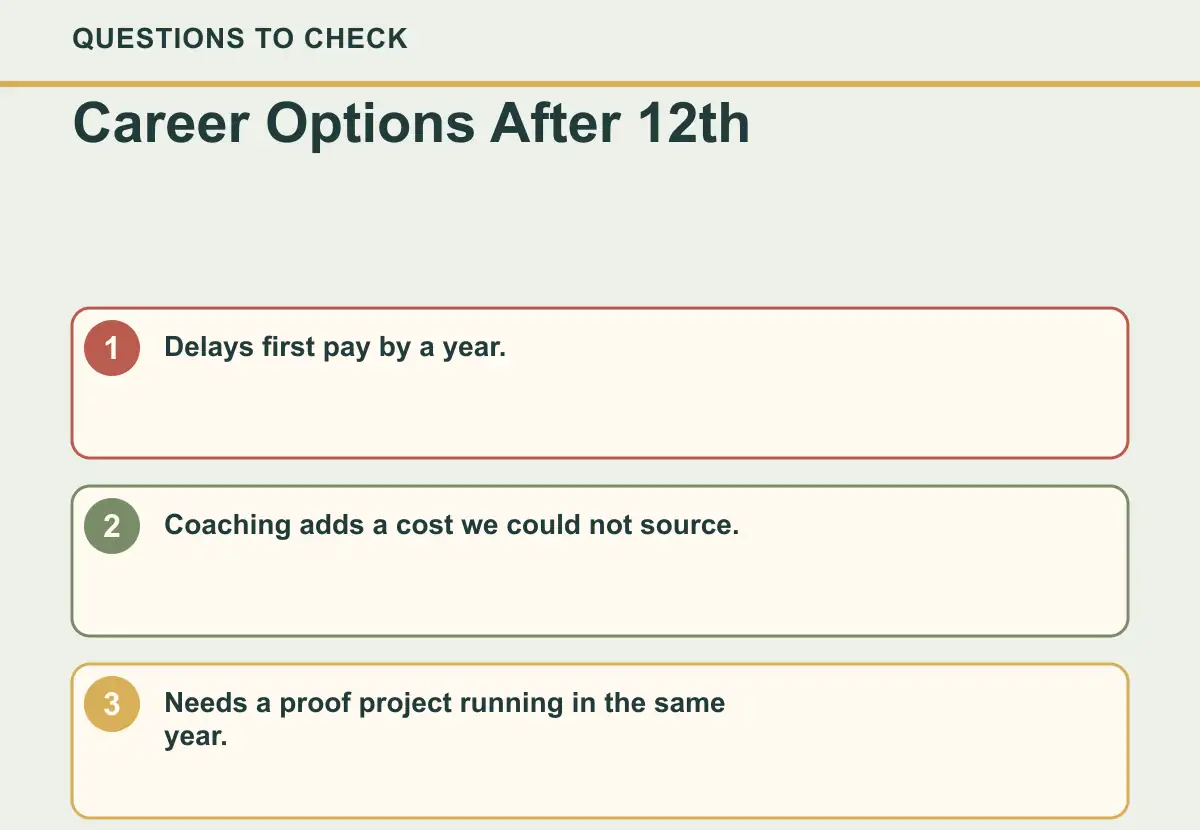 QUESTIONS TO CHECK
Career Options After 12th
1
Delays first pay by a year.
2
Coaching adds a cost we could not source.
3
Needs a proof project running in the same
year.